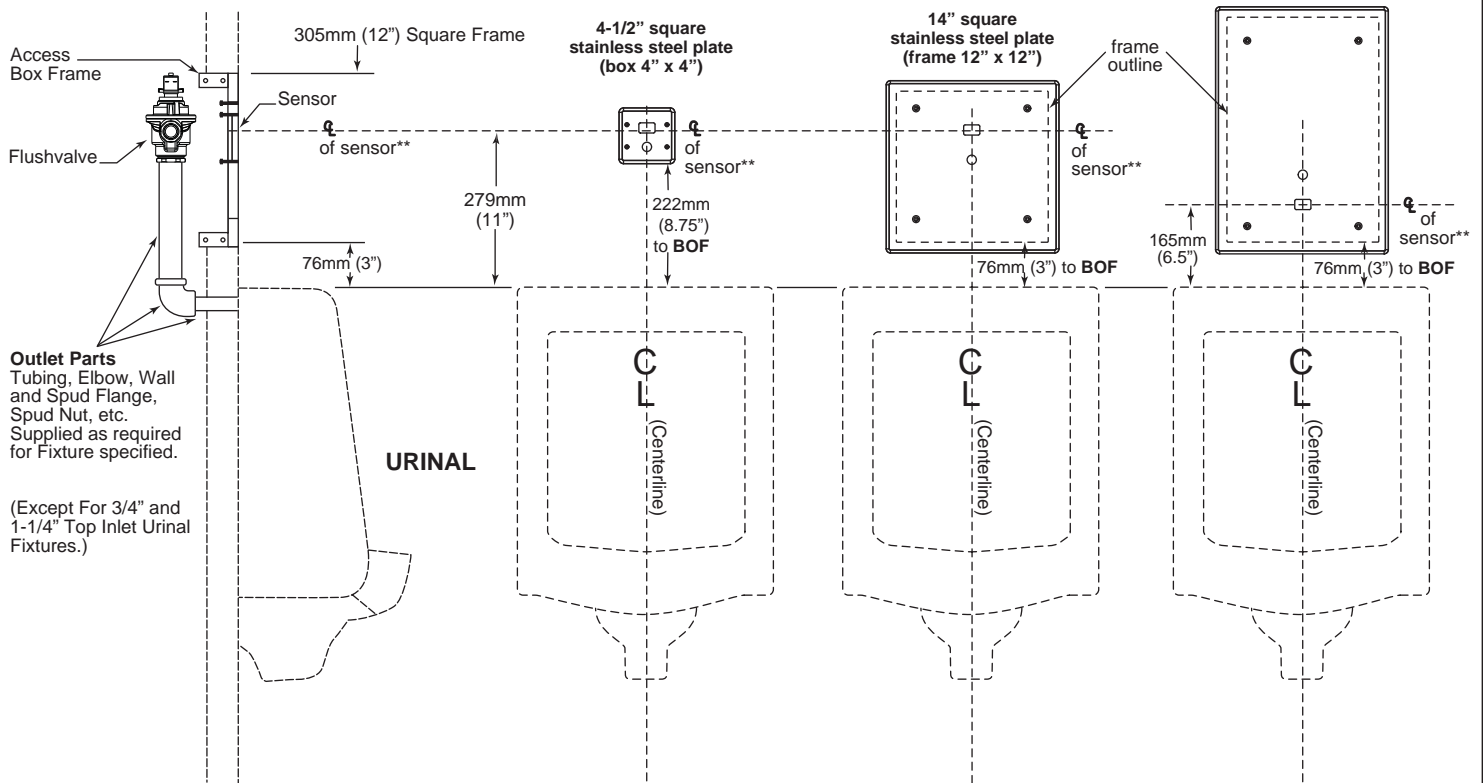 Access
Box Frame
305mm (12”) Square Frame
Sensor
Flushvalve
℄
of sensor**
279mm
(11”)
76mm (3”)
Outlet Parts
Tubing, Elbow, Wall
and Spud Flange,
Spud Nut, etc.
Supplied as required
for Fixture specified.
(Except For 3/4” and
1-1/4” Top Inlet Urinal
Fixtures.)
URINAL
4-1/2” square
stainless steel plate
(box 4” x 4”)
℄
of
sensor**
222mm
(8.75”)
to BOF
C
L
(Centerline)
14” square
stainless steel plate
(frame 12” x 12”)
frame
outline
℄
of
sensor**
76mm (3”) to BOF
C
L
(Centerline)
℄
of
sensor**
165mm
(6.5”)
76mm (3”) to BOF
C
L
(Centerline)